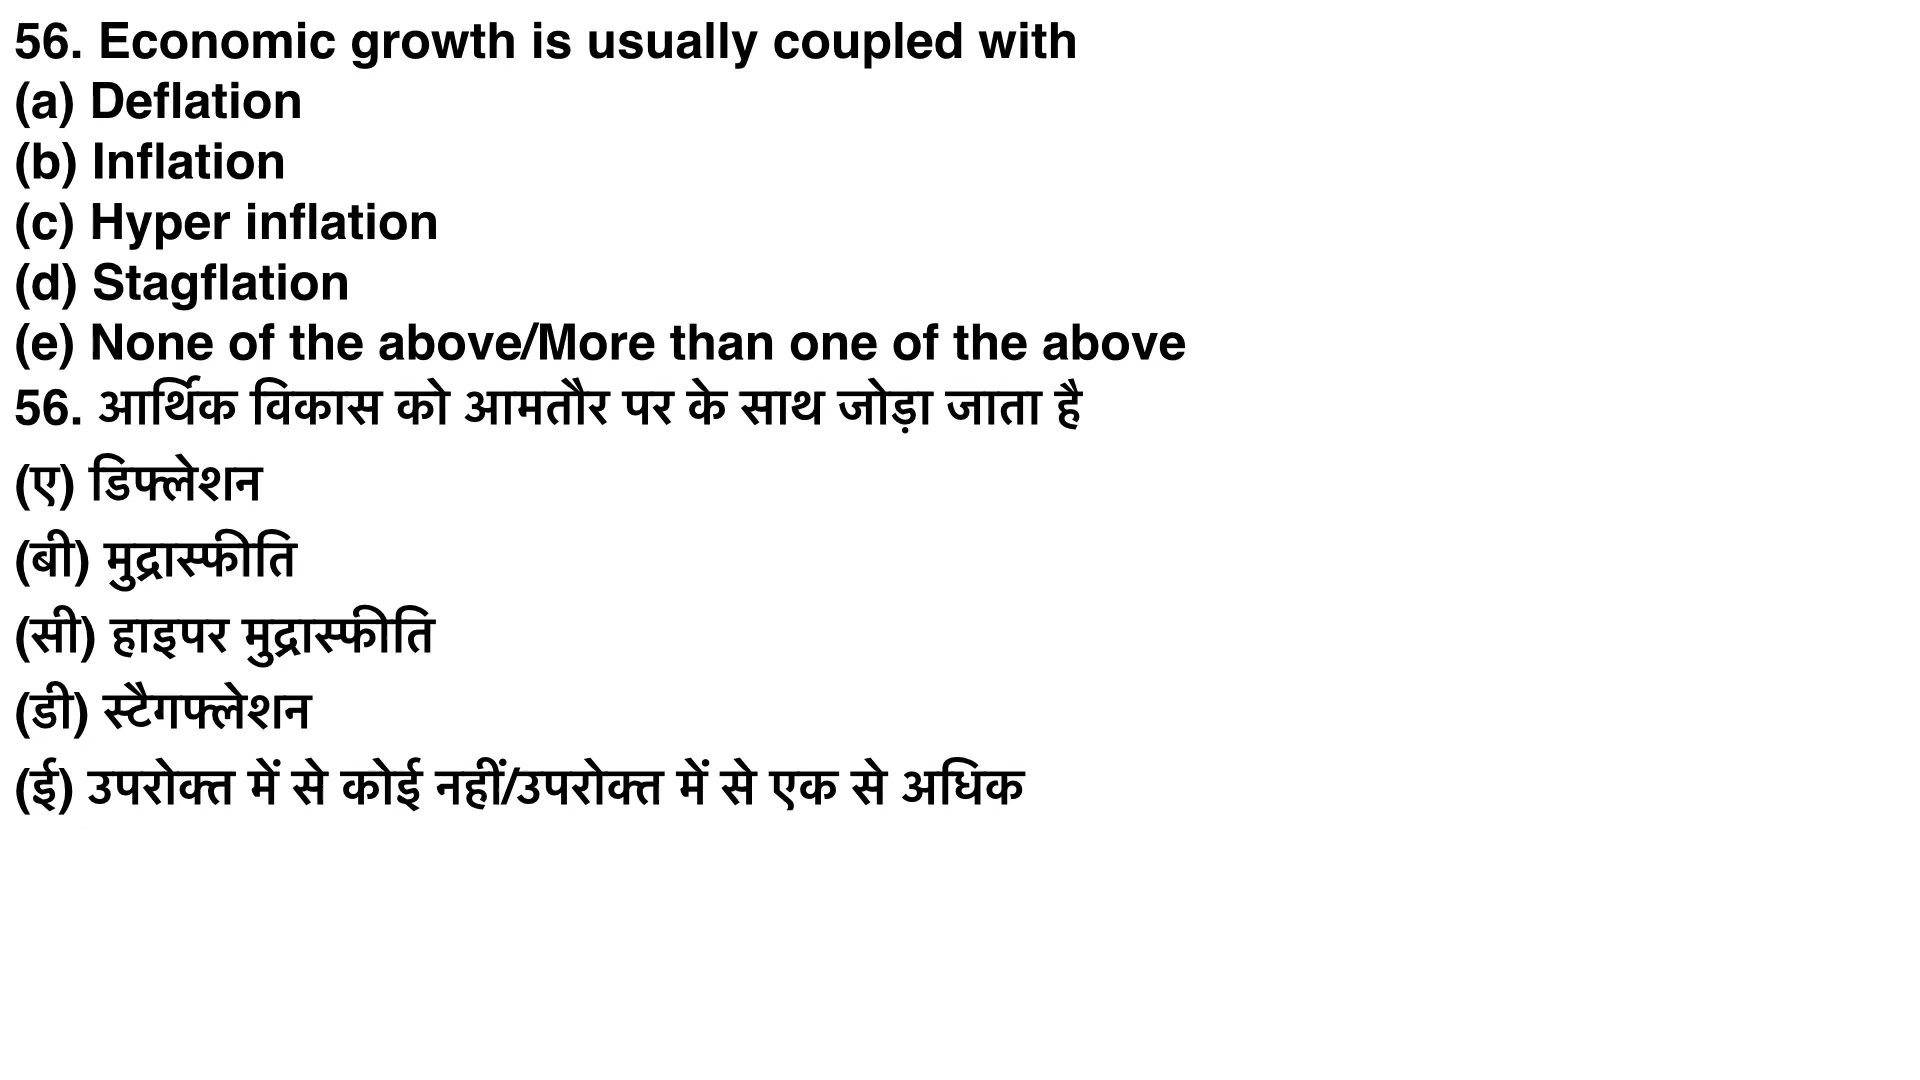 56. Economic growth is usually coupled with
(a) Deflation
(b) Inflation
(c) Hyper inflation
(d) Stagflation
(e) None of the above/More than one of the above
56. आर्थिक विकास को आमतौर पर के साथ जोड़ा जाता है
(ए) डिफ्लेशन
(बी) मुद्रास्फीति
(सी) हाइपर मुद्रास्फीति
(डी) स्टैगफ्लेशन
(ई) उपरोक्त में से कोई नहीं/उपरोक्त में से एक से अधिक